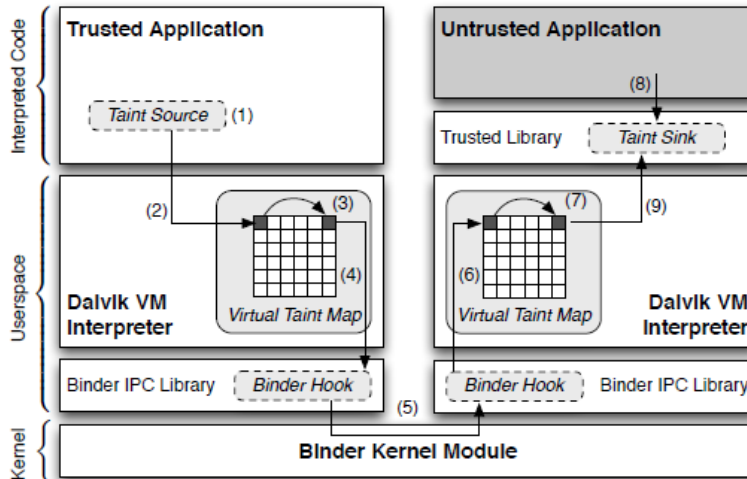 Interpreted Code
Trusted Application
Taint Source
(1)
Untrusted Application
(8)
Trusted Library
Taint Sink
Userspace
(2)
(3)
(4)
Virtual Taint Map
Dalvik VM
Interpreter
(7)
(9)
(6)
Virtual Taint Map
Dalvik VM
Interpreter
Binder IPC Library
Binder Hook
(5)
Binder Hook
Binder IPC Library
Kernel
Binder Kernel Module